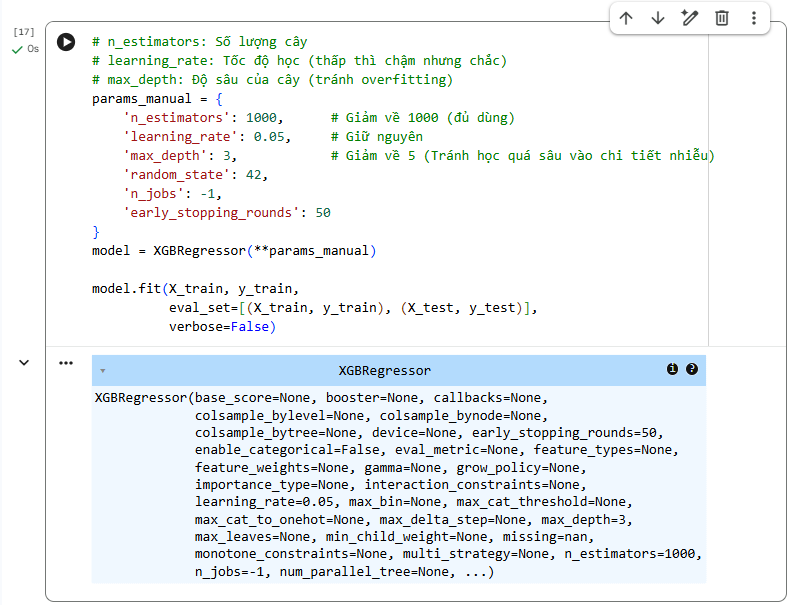 [17]
0s
# n_estimators: Số lượng cây
# learning_rate: Tốc độ học (thấp thì chậm nhưng chắc)
# max_depth: Độ sâu của cây (tránh overfitting)
params_manual = {
    'n_estimators': 1000,      # Giảm về 1000 (đủ dùng)
    'learning_rate': 0.05,     # Giữ nguyên
    'max_depth': 3,            # Giảm về 5 (Tránh học quá sâu vào chi tiết nhiễu)
    'random_state': 42,
    'n_jobs': -1,
    'early_stopping_rounds': 50
}
model = XGBRegressor(**params_manual)
model.fit(X_train, y_train,
          eval_set=[(X_train, y_train), (X_test, y_test)],
          verbose=False)
XGBRegressor
XGBRegressor(base_score=None, booster=None, callbacks=None,
             colsample_bylevel=None, colsample_bynode=None,
             colsample_bytree=None, device=None, early_stopping_rounds=50,
             enable_categorical=False, eval_metric=None, feature_types=None,
             feature_weights=None, gamma=None, grow_policy=None,
             importance_type=None, interaction_constraints=None,
             learning_rate=0.05, max_bin=None, max_cat_threshold=None,
             max_cat_to_onehot=None, max_delta_step=None, max_depth=3,
             max_leaves=None, min_child_weight=None, missing=nan,
             monotone_constraints=None, multi_strategy=None, n_estimators=1000,
             n_jobs=-1, num_parallel_tree=None, ...)